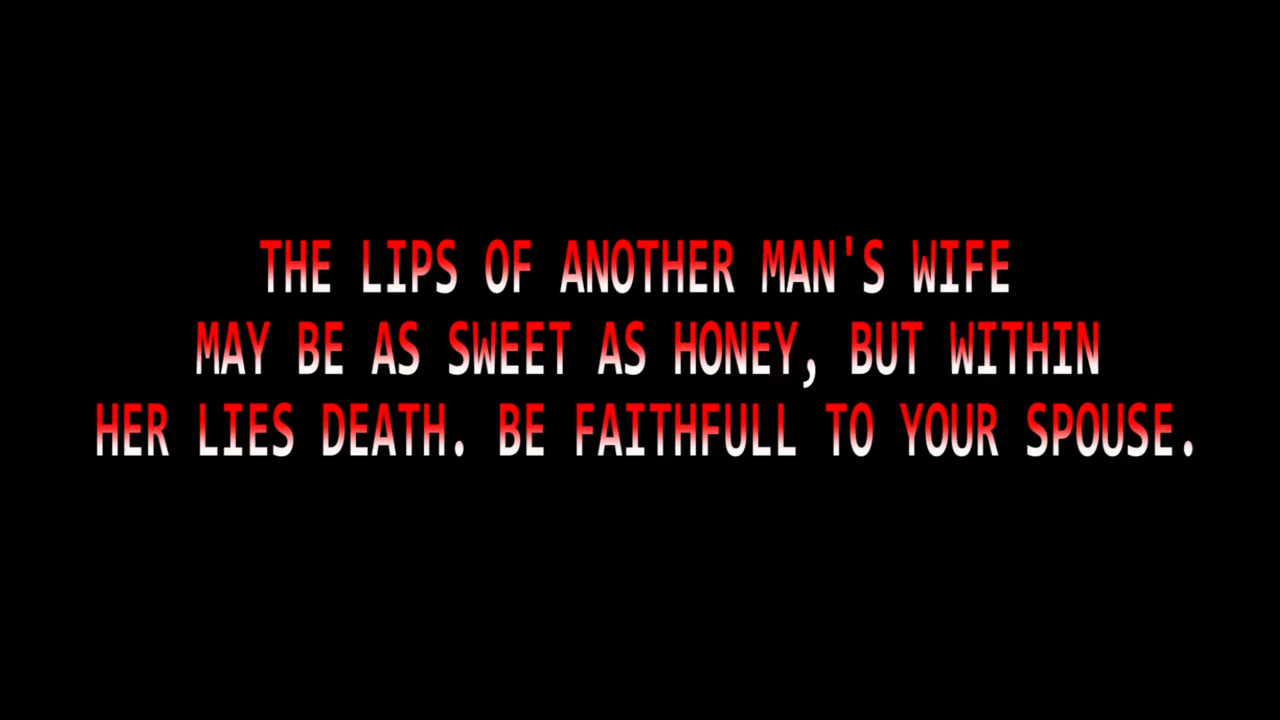 THE LIPS OF ANOTHER MAN'S WIFE
MAY BE AS SWEET AS HONEY, BUT WITHIN
HER LIES DEATH. BE FAITHFULL TO YOUR SPOUSE.